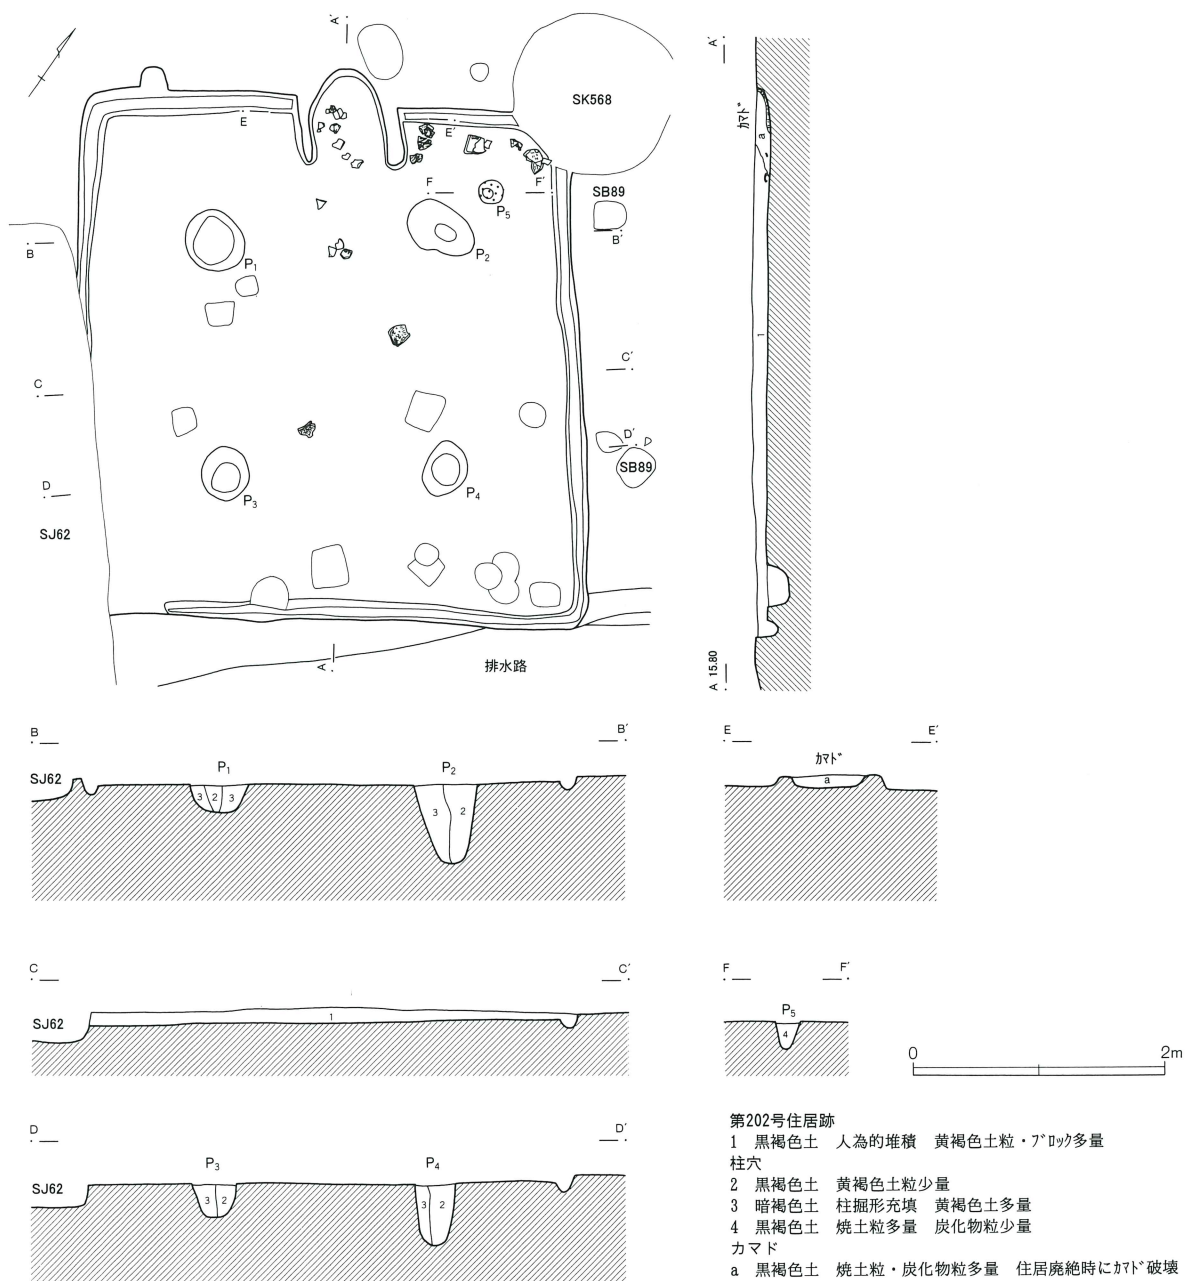 A′
SK568
E
E′
F
F′
P₅
SB89
B′
B
P₁
P₂
C′
C
D′
D
SB89
P₃
P₄
SJ62
A
排水路
A′
カマド
a
1
A 15.80
B
B′
SJ62
P₁
P₂
3 2 3
3 2
E
E′
カマド
a
C
C′
SJ62
1
F
F′
P₅
4
0
2m
D
D′
SJ62
P₃
P₄
3 2
3 2
第202号住居跡
1 黒褐色土 人為的堆積 黄褐色土粒・ブロック多量
柱穴
2 黒褐色土 黄褐色土粒少量
3 暗褐色土 柱掘形充填 黄褐色土多量
4 黒褐色土 焼土粒多量 炭化物粒少量
カマド
a 黒褐色土 焼土粒・炭化物粒多量 住居廃絶時にカマド破壊